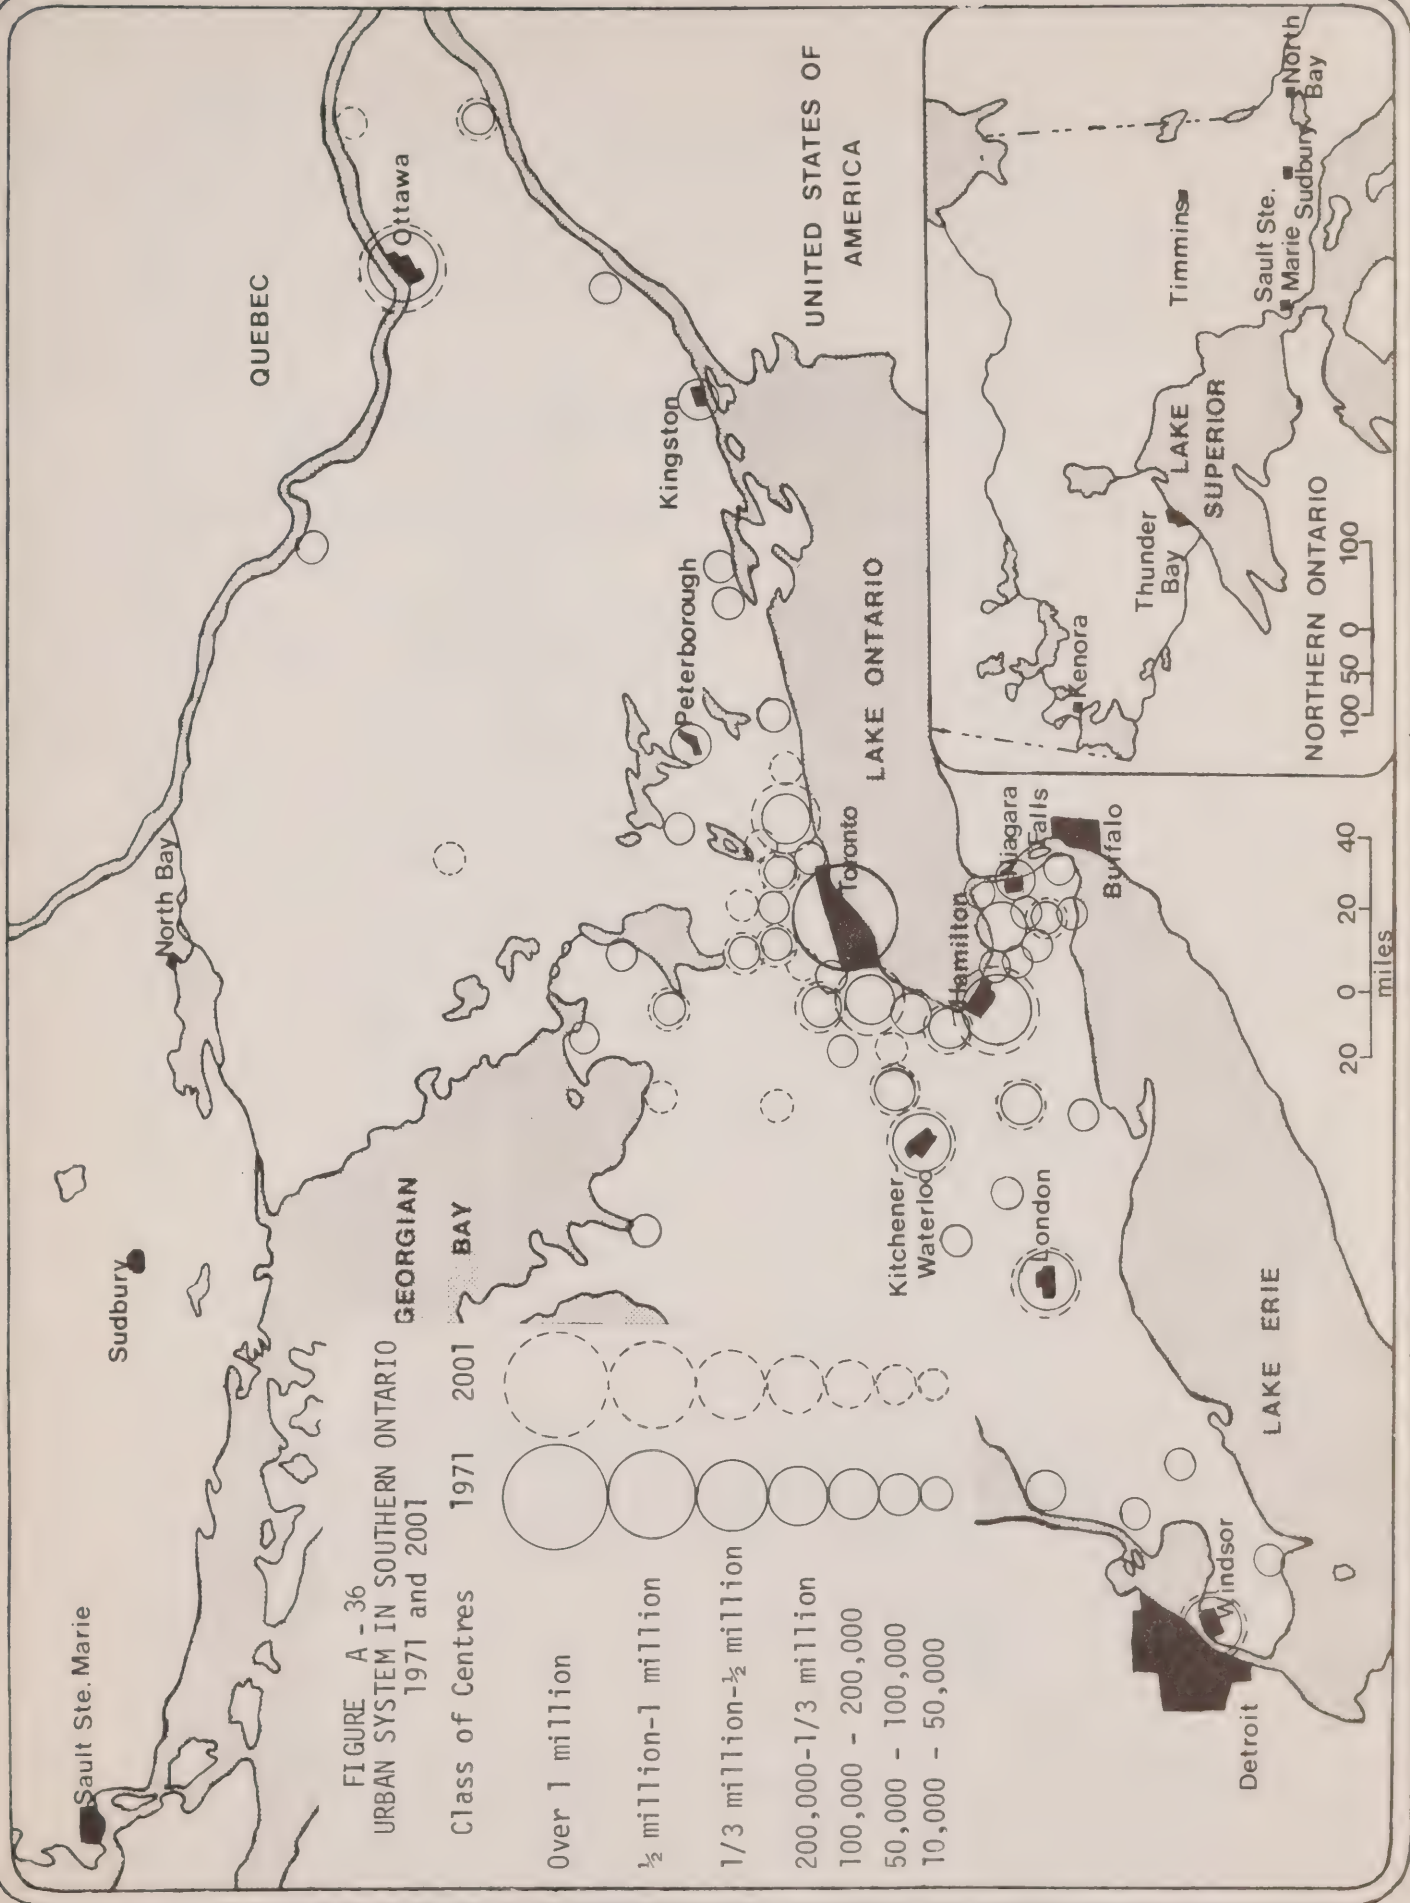 FIGURE A - 36
URBAN SYSTEM IN SOUTHERN ONTARIO
1971 and 2001
Class of Centres 1971 2001
Over 1 million
½ million-1 million
1/3 million-½ million
200,000-1/3 million
100,000 - 200,000
50,000 - 100,000
10,000 - 50,000
Sault Ste. Marie
Sudbury
North Bay
QUEBEC
Ottawa
GEORGIAN
BAY
Peterborough
Kingston
UNITED STATES OF
AMERICA
LAKE ONTARIO
Toronto
Hamilton
Niagara
Falls
Buffalo
Kitchener-
Waterloo
London
LAKE ERIE
Windsor
Detroit
20 0 20 40
miles
Kenora
Thunder
Bay
LAKE
SUPERIOR
Timmins
Sault Ste.
Marie
Sudbury
North
Bay
NORTHERN ONTARIO
100 50 0 100